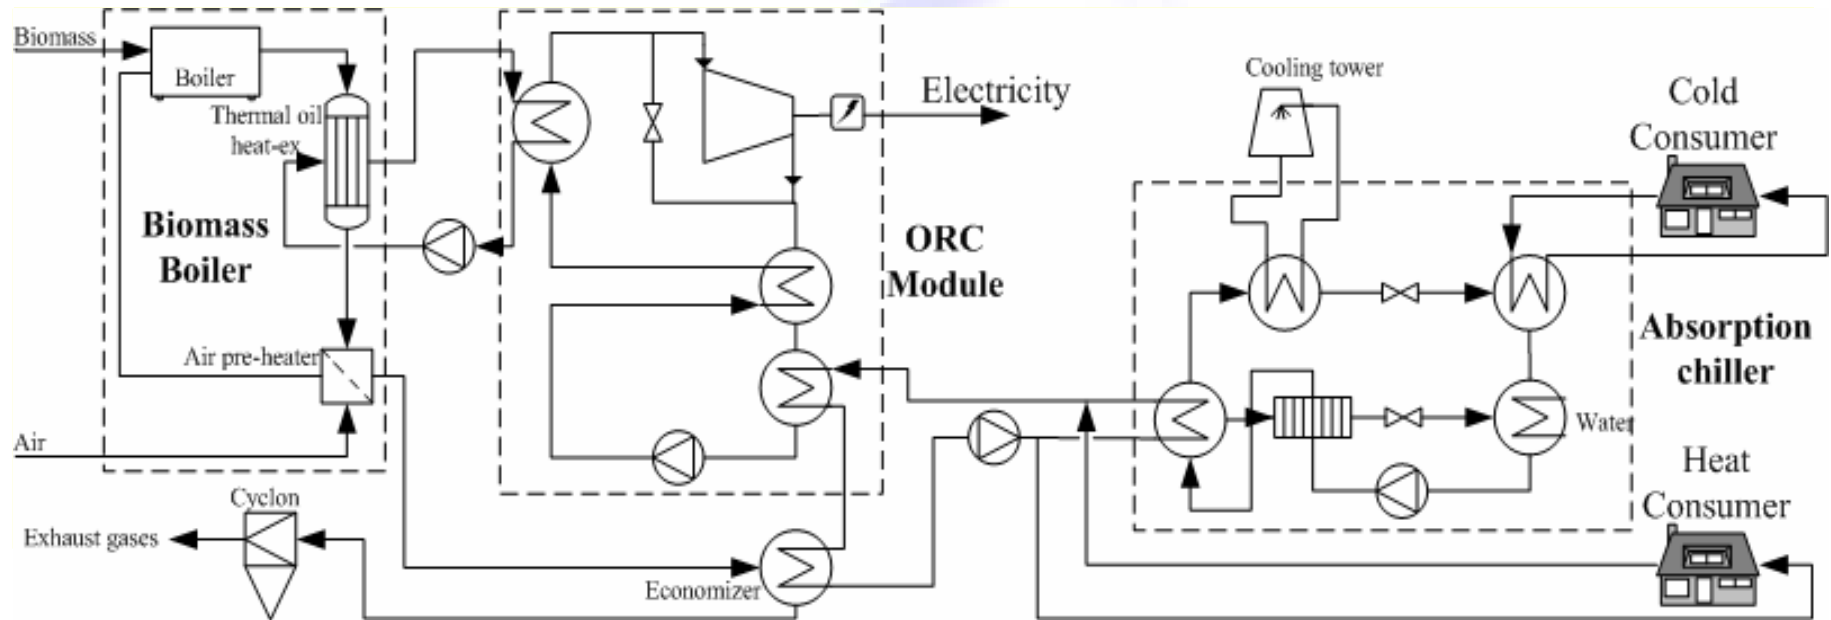 Biomass
Boiler
Thermal oil
heat-ex
Biomass
Boiler
Air pre-heater
Air
Cyclon
Exhaust gases
Electricity
ORC
Module
Economizer
Cooling tower
Cold
Consumer
Absorption
chiller
Water
Heat
Consumer